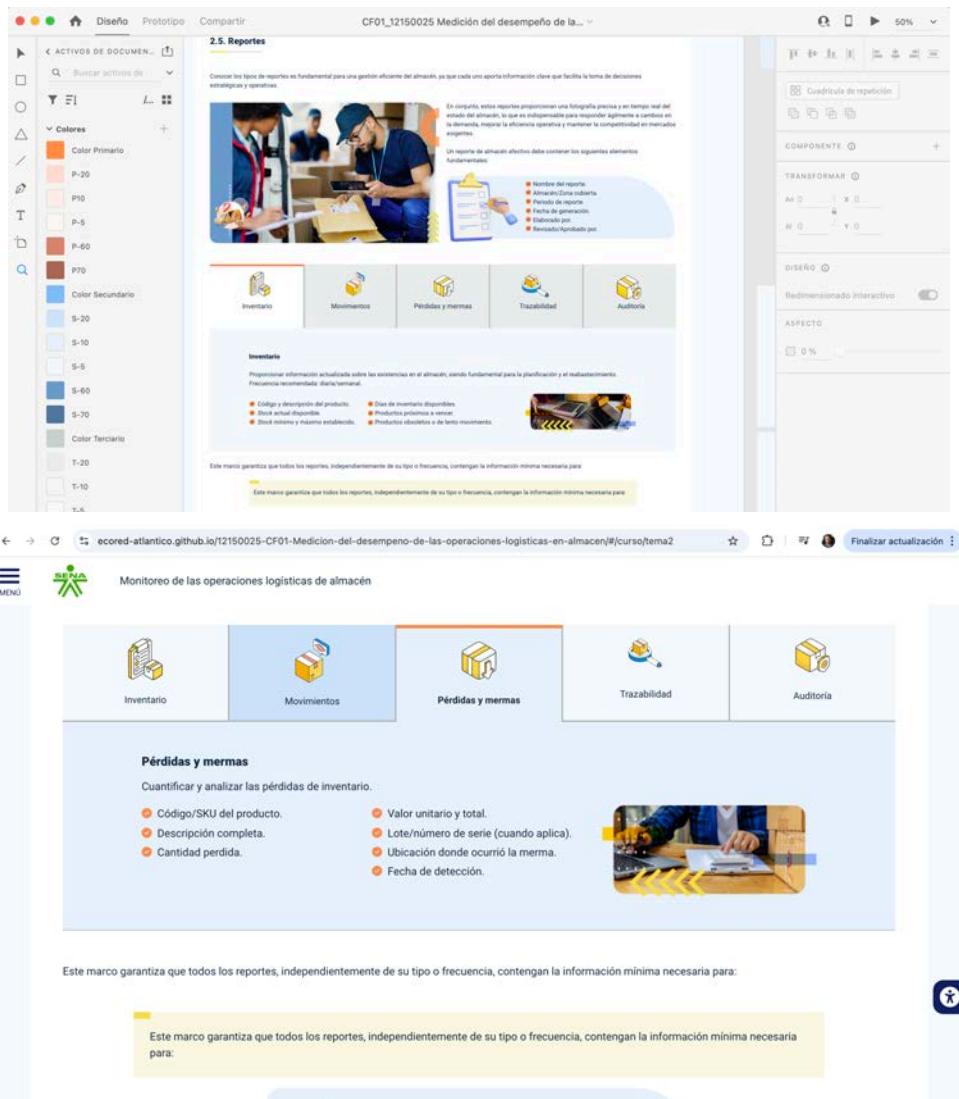 Diseño Prototipo Compartir
CF01_12150025 Medición del desempeño de la...
50%
ACTIVOS DE DOCUMEN...
Buscar activos de
Colores
Color Primario
P-20
P10
P-5
P-60
P70
Color Secundario
S-20
S-10
S-5
S-60
S-70
Color Terciario
T-20
T-10
T-5
2.5. Reportes
Conocer los tipos de reportes es fundamental para una gestión eficiente del almacén, ya que cada uno aporta información clave que facilita la toma de decisiones
estratégicas y operativas.
En conjunto, estos reportes proporcionan una fotografía precisa y en tiempo real del
estado del almacén, lo que es indispensable para responder ágilmente a cambios en
la demanda, mejorar la eficiencia operativa y mantener la competitividad en mercados
exigentes.
Un reporte de almacén efectivo debe contener los siguientes elementos
fundamentales:
Nombre del reporte.
Almacén/Zona cubierta.
Periodo de reporte.
Fecha de generación.
Elaborado por.
Revisado/Aprobado por.
Inventario
Movimientos
Pérdidas y mermas
Trazabilidad
Auditoría
Inventario
Proporcionar información actualizada sobre las existencias en el almacén, siendo fundamental para la planificación y el reabastecimiento.
Frecuencia recomendada: diaria/semanal.
Código y descripción del producto.
Stock actual disponible.
Stock mínimo y máximo establecido.
Días de inventario disponibles.
Productos próximos a vencer.
Productos obsoletos o de lento movimiento.
Este marco garantiza que todos los reportes, independientemente de su tipo o frecuencia, contengan la información mínima necesaria para:
Este marco garantiza que todos los reportes, independientemente de su tipo o frecuencia, contengan la información mínima necesaria para
Cuadrícula de repetición
COMPONENTE
TRANSFORMAR
An 0 X 0
Al 0 Y 0
DISEÑO
Redimensionado interactivo
ASPECTO
0 %
ecored-atlantico.github.io/12150025-CF01-Medicion-del-desempeno-de-las-operaciones-logisticas-en-almacen/#/curso/tema2
Finalizar actualización
MENÚ
SENA
Monitoreo de las operaciones logísticas de almacén
Inventario
Movimientos
Pérdidas y mermas
Trazabilidad
Auditoría
Pérdidas y mermas
Cuantificar y analizar las pérdidas de inventario.
Código/SKU del producto.
Descripción completa.
Cantidad perdida.
Valor unitario y total.
Lote/número de serie (cuando aplica).
Ubicación donde ocurrió la merma.
Fecha de detección.
Este marco garantiza que todos los reportes, independientemente de su tipo o frecuencia, contengan la información mínima necesaria para:
Este marco garantiza que todos los reportes, independientemente de su tipo o frecuencia, contengan la información mínima necesaria
para: